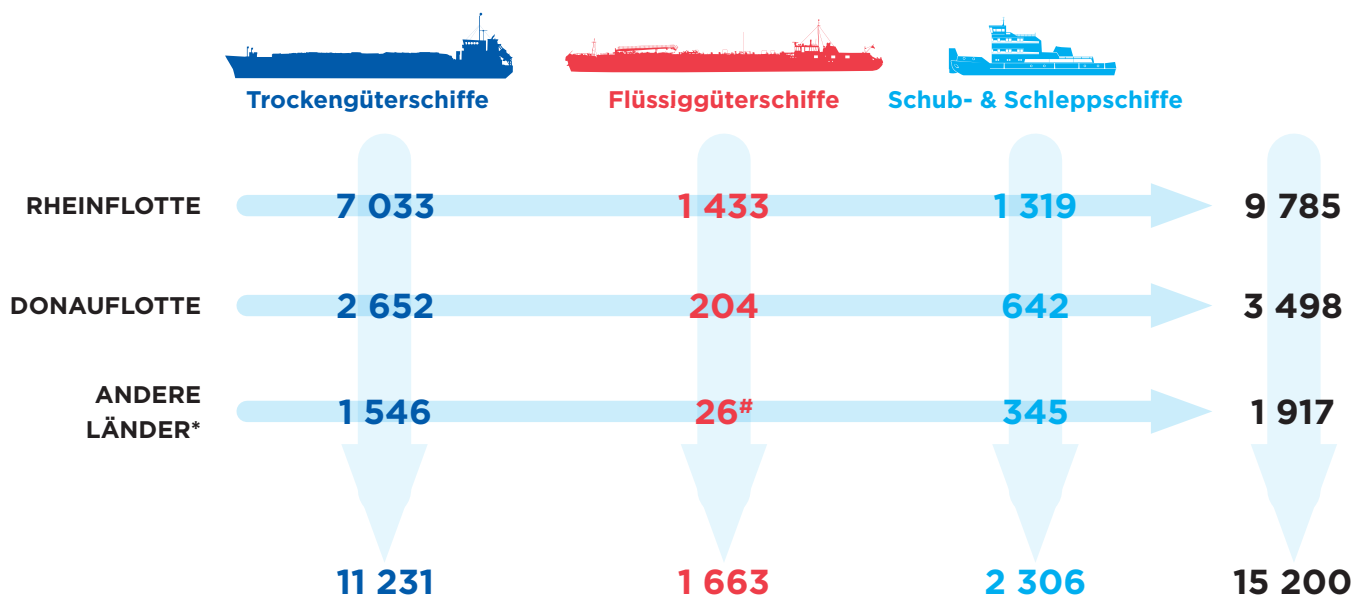 Trockengüterschiffe Flüssiggüterschiffe Schub- & Schleppschiffe
RHEINFLOTTE 7 033 1 433 1 319 9 785
DONAUFLOTTE 2 652 204 642 3 498
ANDERE
LÄNDER* 1 546 26# 345 1 917
11 231 1 663 2 306 15 200